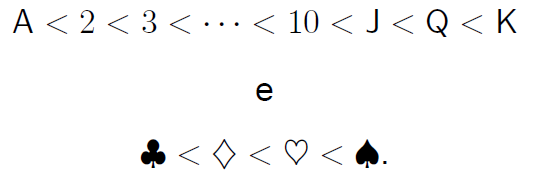 A < 2 < 3 < ··· < 10 < J < Q < K
e
♣ < ♢ < ♡ < ♠.